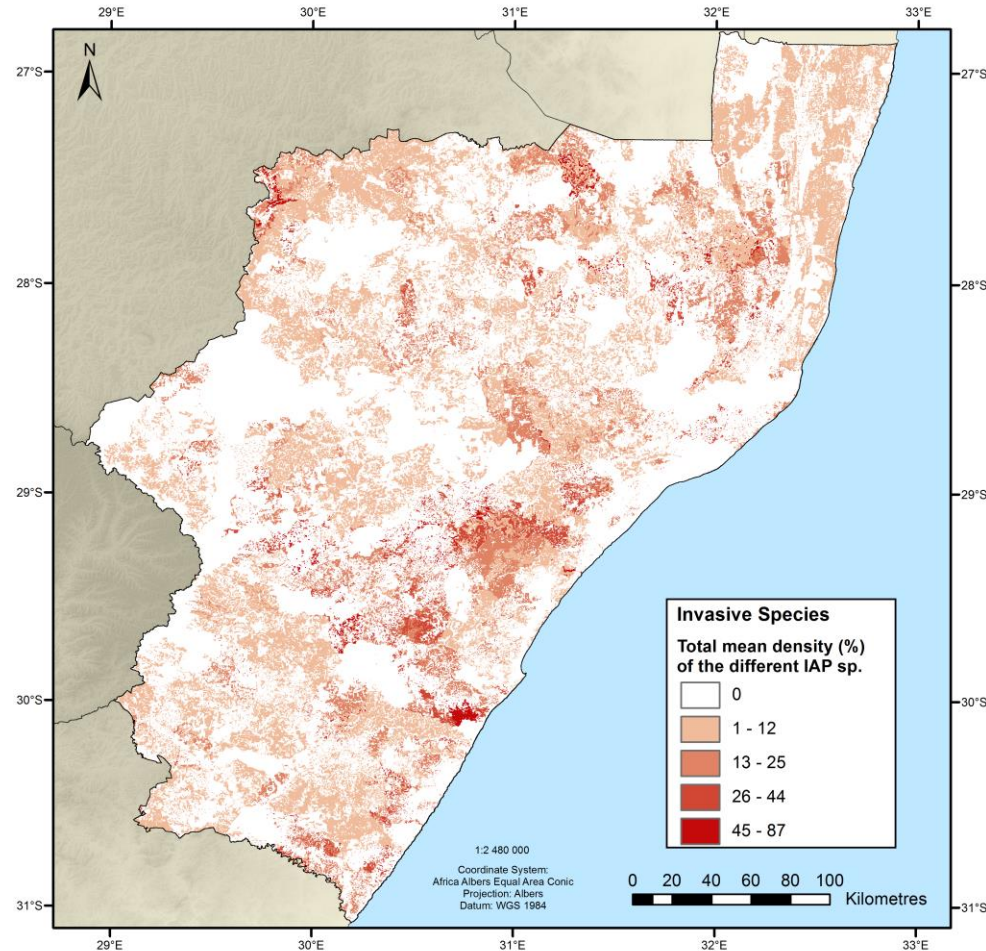 29°E 30°E 31°E 32°E 33°E
N
27°S 27°S
28°S 28°S
29°S 29°S
30°S 30°S
31°S 31°S
Invasive Species
Total mean density (%)
of the different IAP sp.
0
1 - 12
13 - 25
26 - 44
45 - 87
1:2 480 000
Coordinate System:
Africa Albers Equal Area Conic
Projection: Albers
Datum: WGS 1984
0 20 40 60 80 100
Kilometres
29°E 30°E 31°E 32°E 33°E